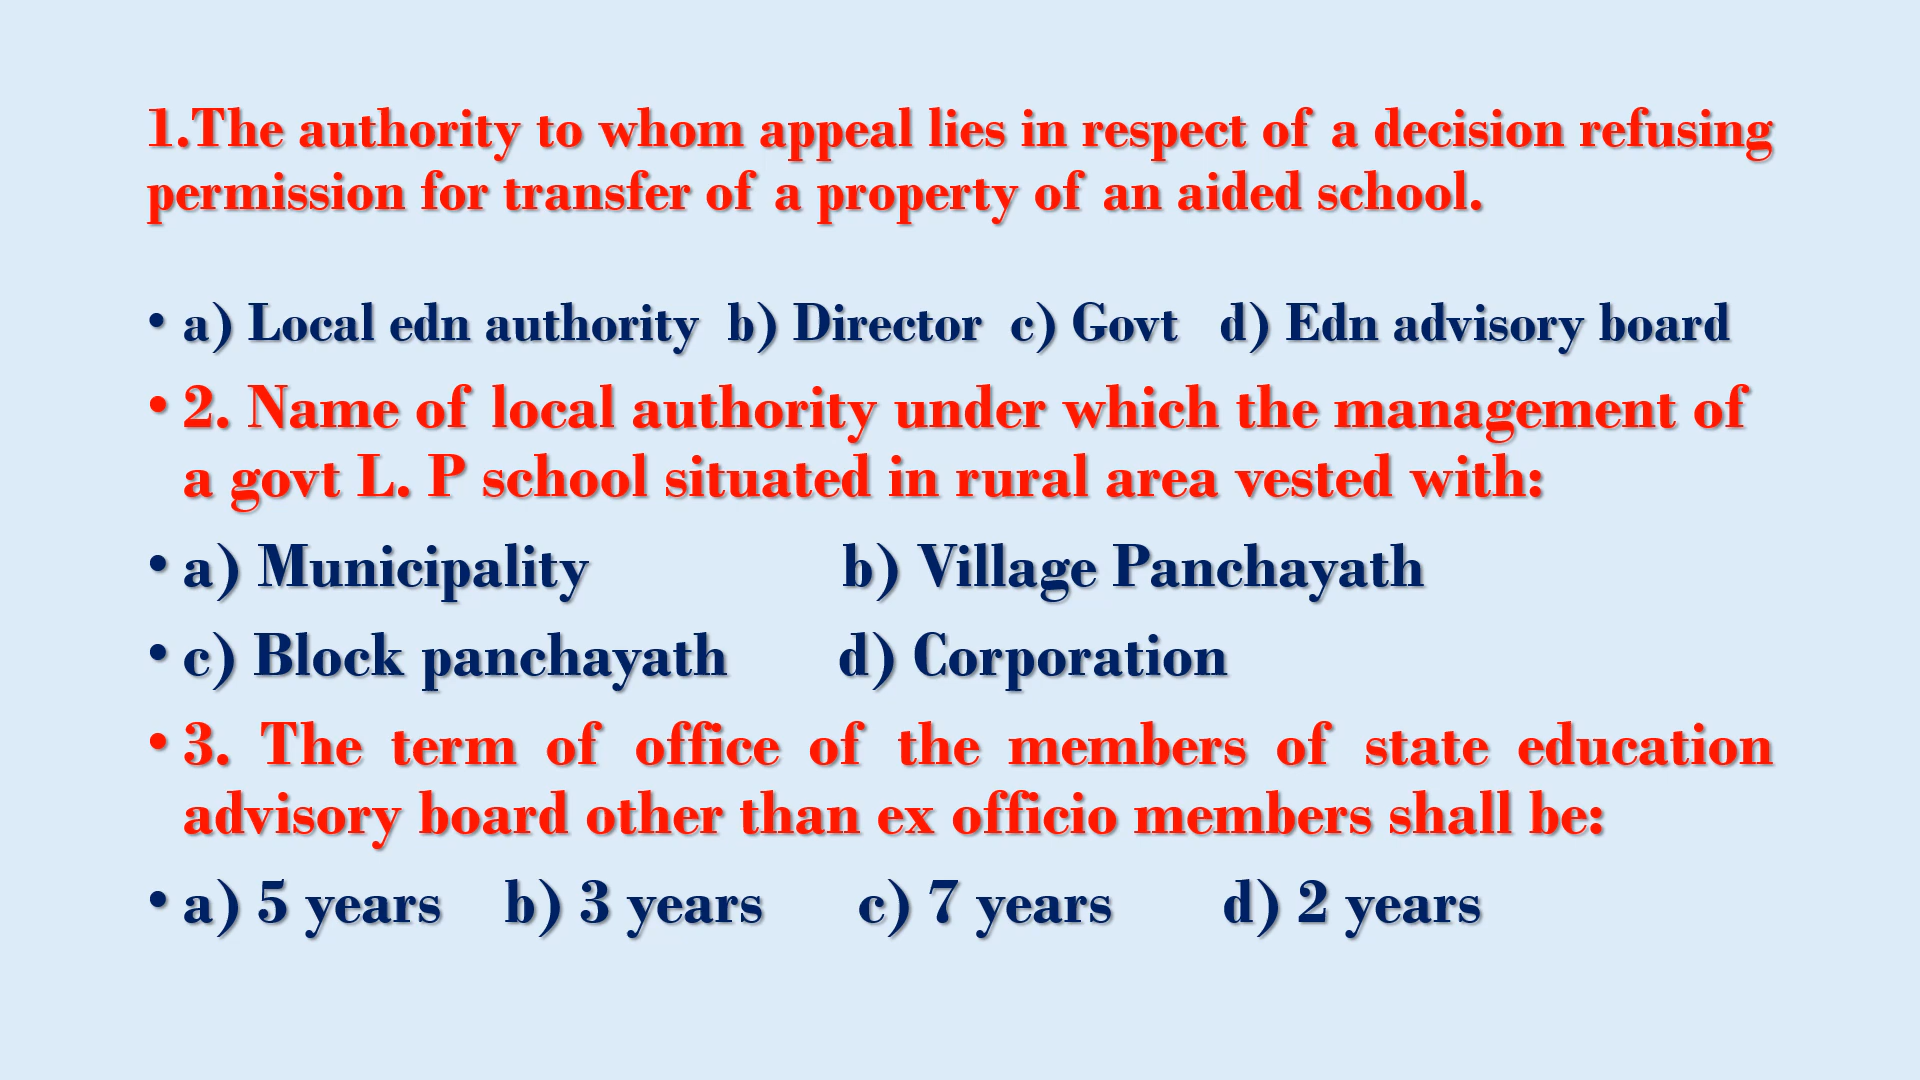 1.The authority to whom appeal lies in respect of a decision refusing
permission for transfer of a property of an aided school.
• a) Local edn authority b) Director c) Govt d) Edn advisory board
• 2. Name of local authority under which the management of
a govt L. P school situated in rural area vested with:
• a) Municipality b) Village Panchayath
• c) Block panchayath d) Corporation
• 3. The term of office of the members of state education
advisory board other than ex officio members shall be:
• a) 5 years b) 3 years c) 7 years d) 2 years